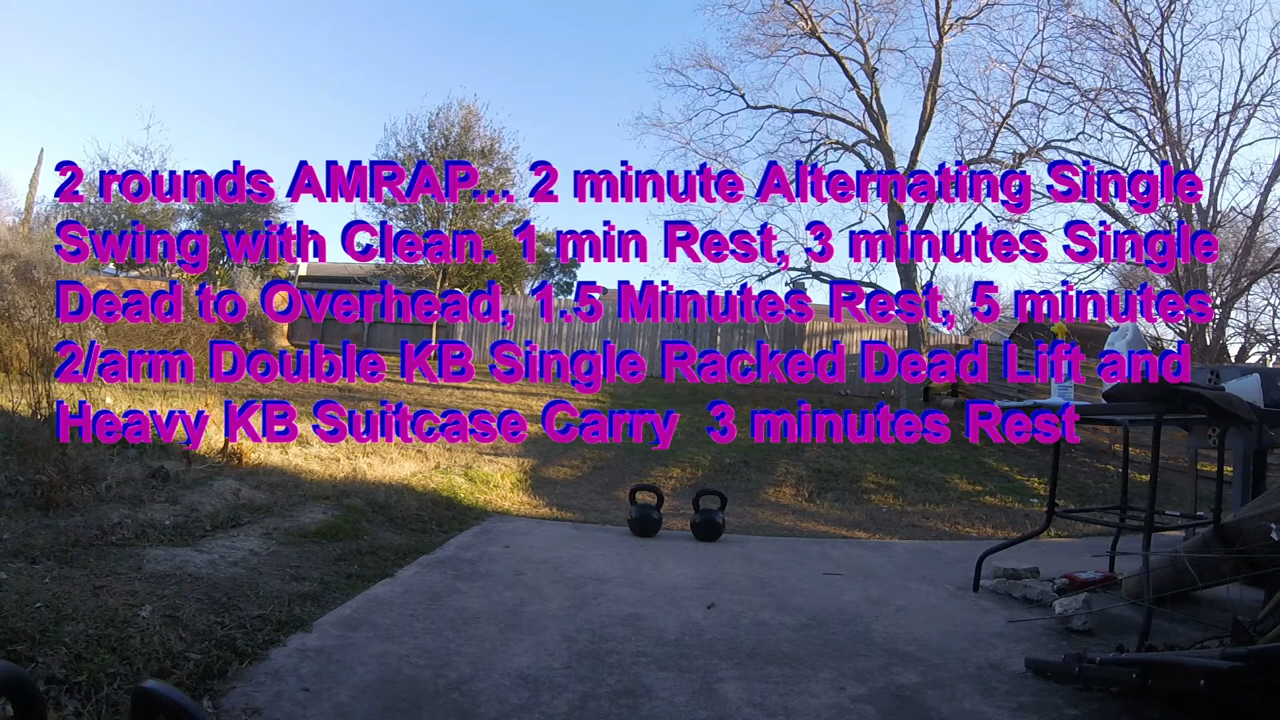 2 rounds AMRAP... 2 minute Alternating Single
Swing with Clean. 1 min Rest, 3 minutes Single
Dead to Overhead, 1.5 Minutes Rest, 5 minutes
2/arm Double KB Single Racked Dead Lift and
Heavy KB Suitcase Carry  3 minutes Rest